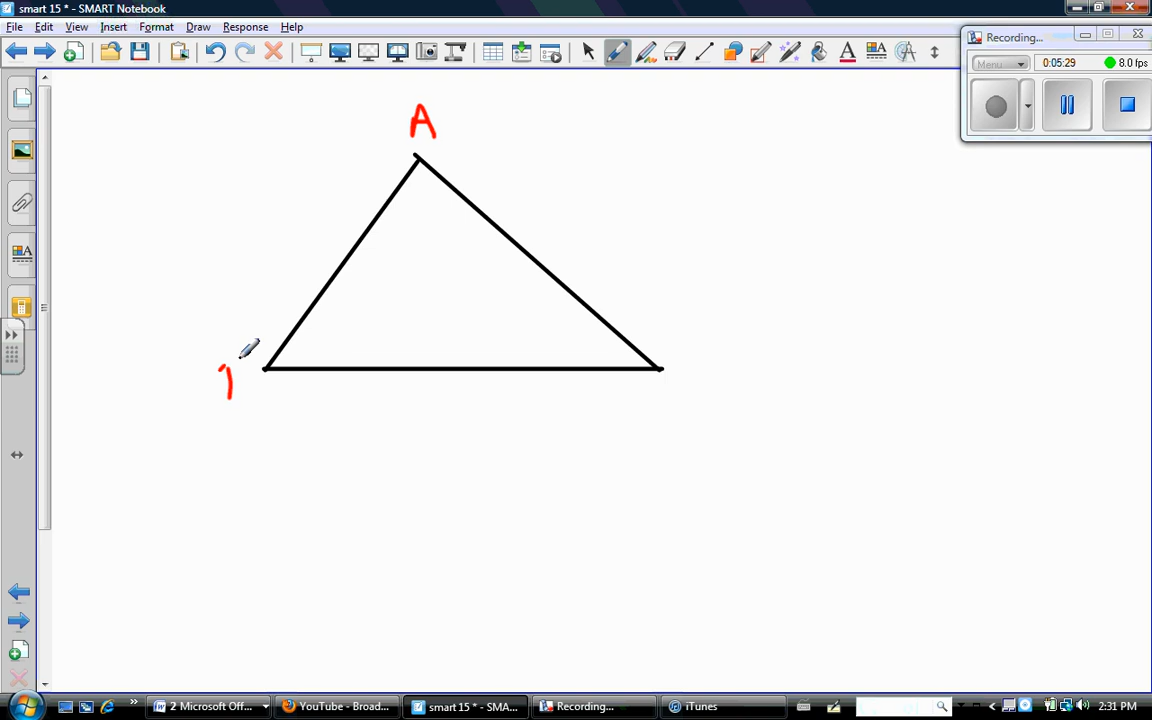 smart 15 * - SMART Notebook
File Edit View Insert Format Draw Response Help
Recording...
Menu 0:05:29 8.0 fps
A
2 Microsoft Off... YouTube - Broad... smart 15 * - SMA... Recording... iTunes 2:31 PM